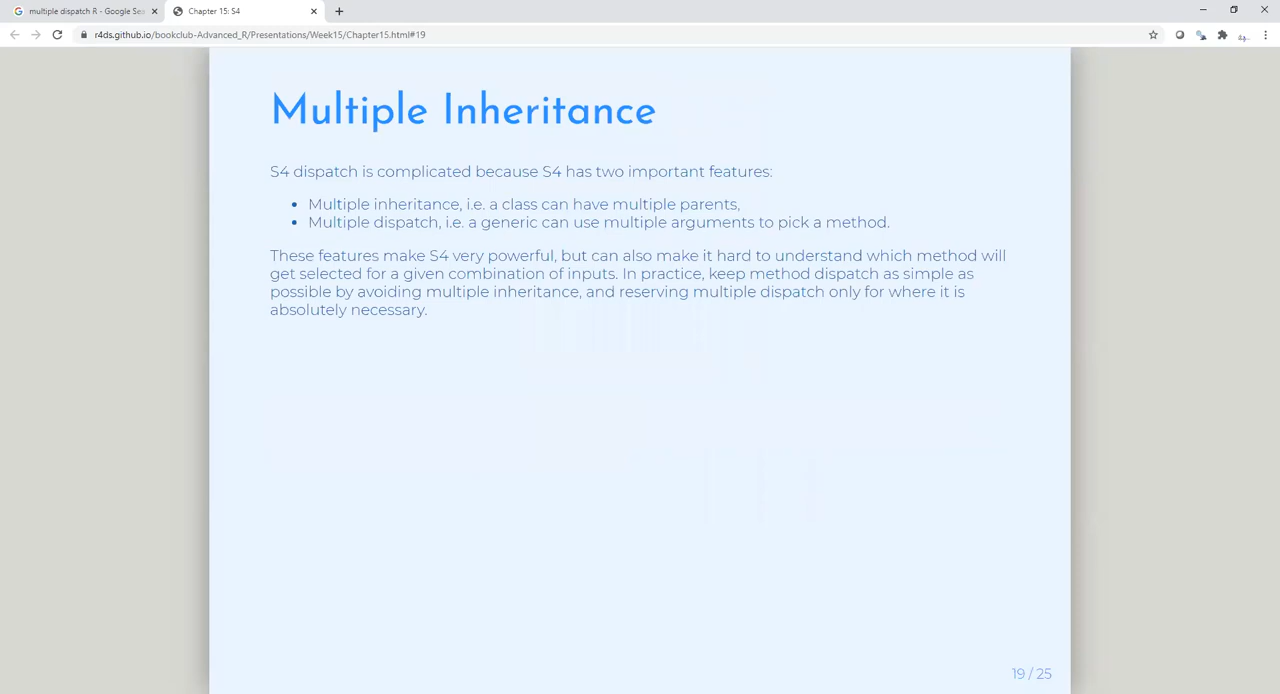 multiple dispatch R - Google Sea
Chapter 15: S4
r4ds.github.io/bookclub-Advanced_R/Presentations/Week15/Chapter15.html#19
Multiple Inheritance
S4 dispatch is complicated because S4 has two important features:
• Multiple inheritance, i.e. a class can have multiple parents,
• Multiple dispatch, i.e. a generic can use multiple arguments to pick a method.
These features make S4 very powerful, but can also make it hard to understand which method will
get selected for a given combination of inputs. In practice, keep method dispatch as simple as
possible by avoiding multiple inheritance, and reserving multiple dispatch only for where it is
absolutely necessary.
19 / 25